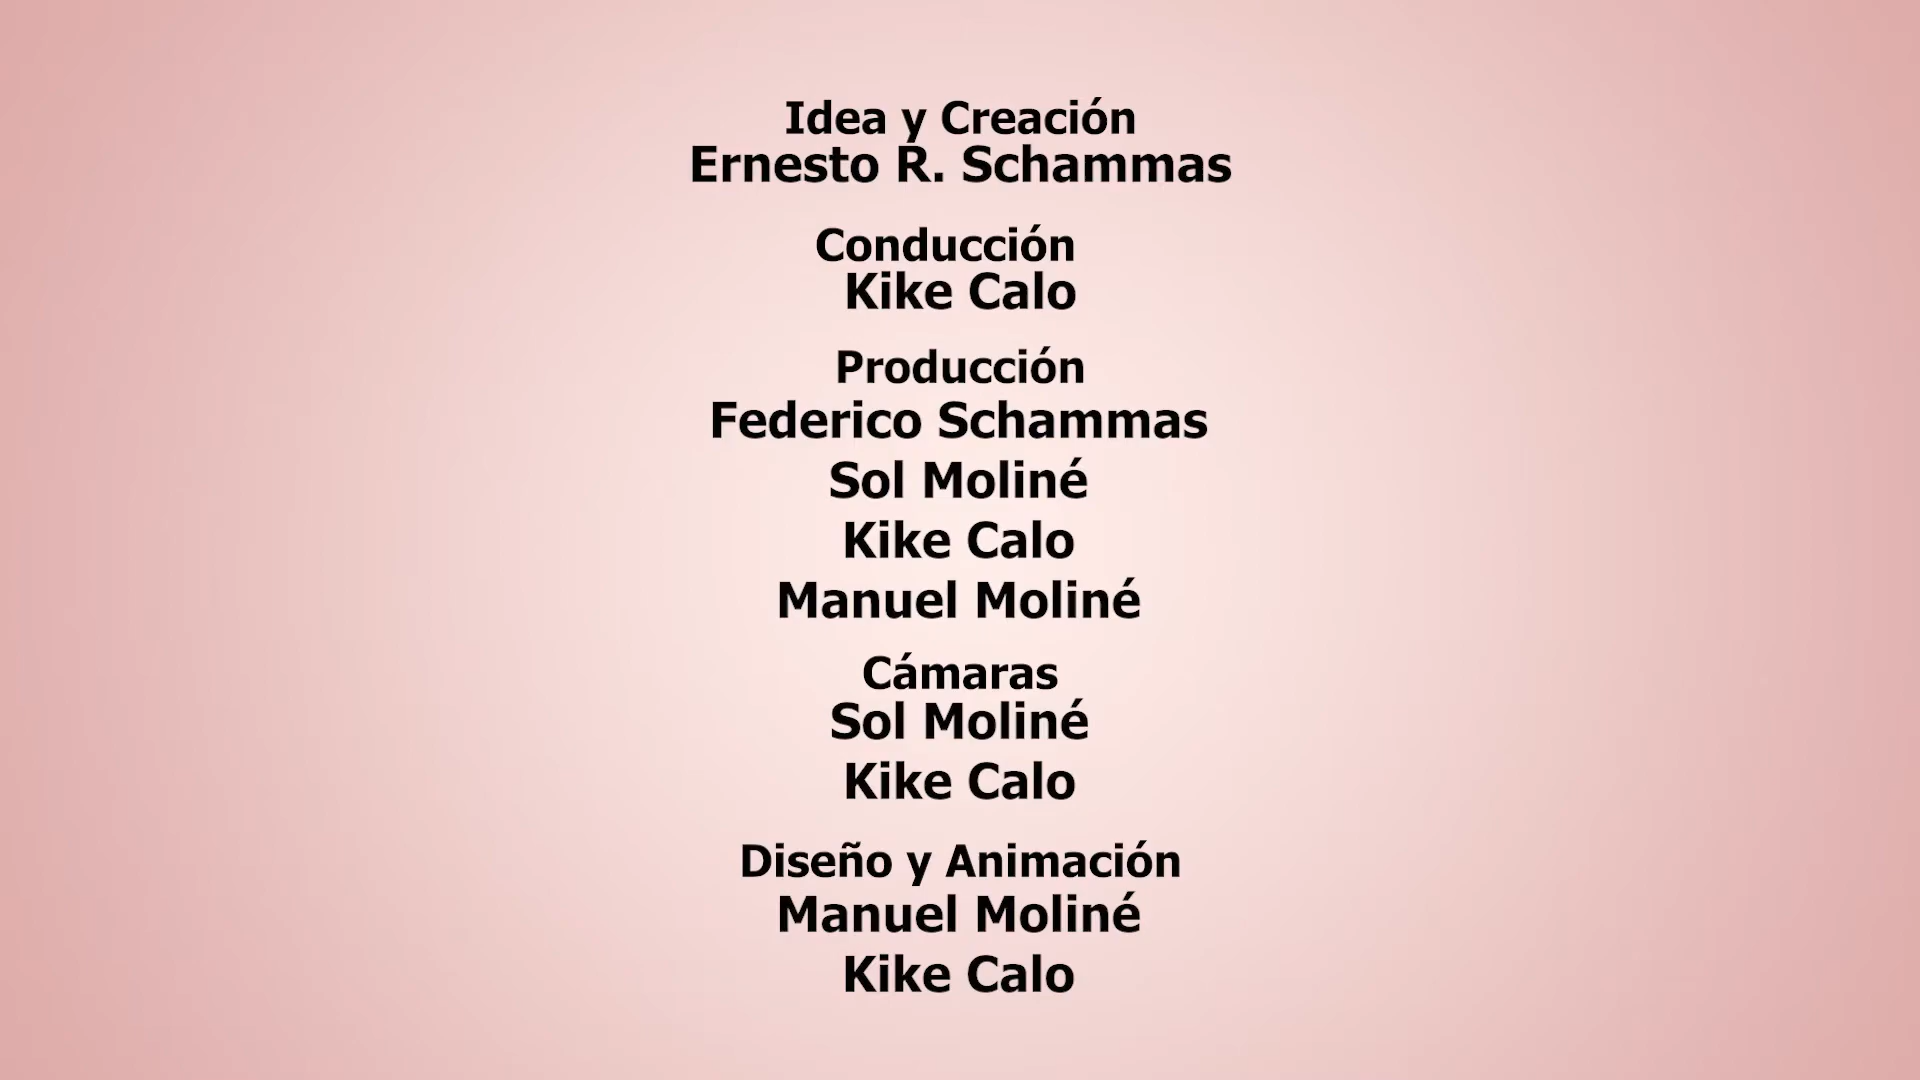 Idea y Creación
Ernesto R. Schammas
Conducción
Kike Calo
Producción
Federico Schammas
Sol Moliné
Kike Calo
Manuel Moliné
Cámaras
Sol Moliné
Kike Calo
Diseño y Animación
Manuel Moliné
Kike Calo